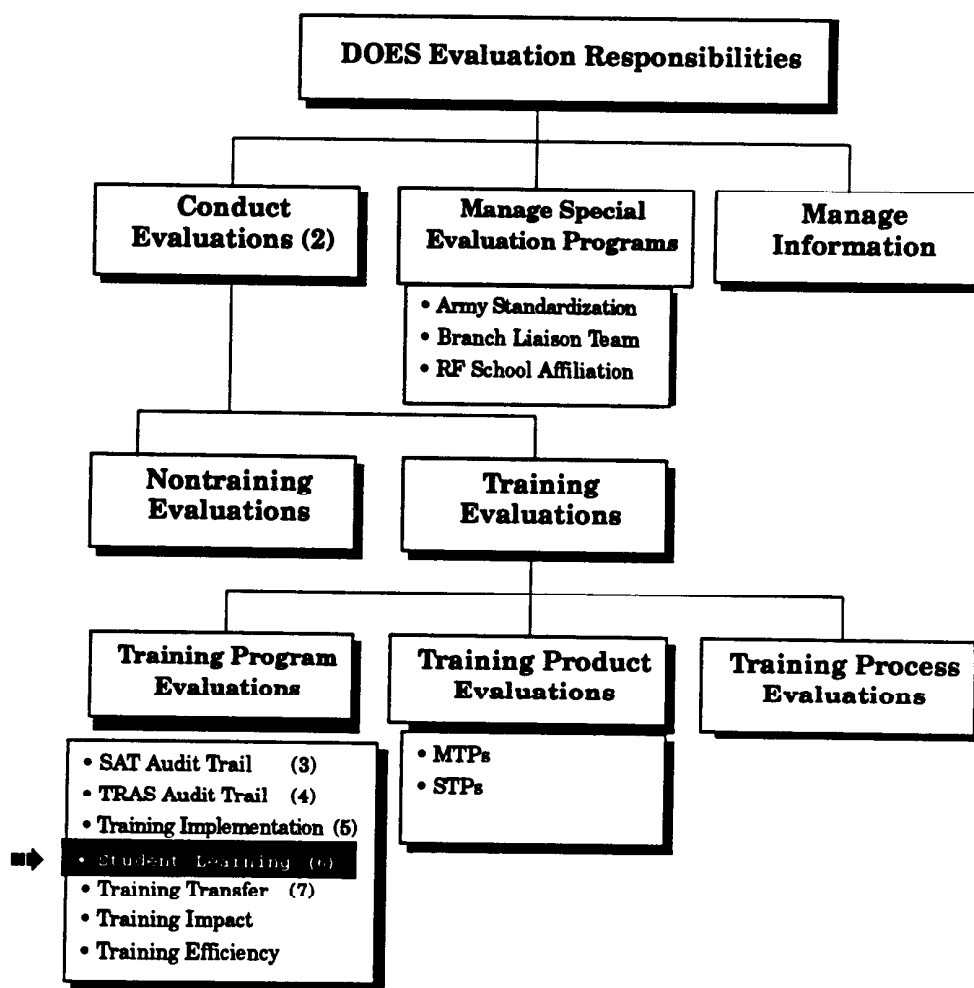 DOES Evaluation Responsibilities
Conduct
Evaluations (2)
Manage Special
Evaluation Programs
Manage
Information
• Army Standardization
• Branch Liaison Team
• RF School Affiliation
Nontraining
Evaluations
Training
Evaluations
Training Program
Evaluations
Training Product
Evaluations
Training Process
Evaluations
• SAT Audit Trail (3)
• TRAS Audit Trail (4)
• Training Implementation (5)
• Student Learning (6)
• Training Transfer (7)
• Training Impact
• Training Efficiency
• MTPs
• STPs